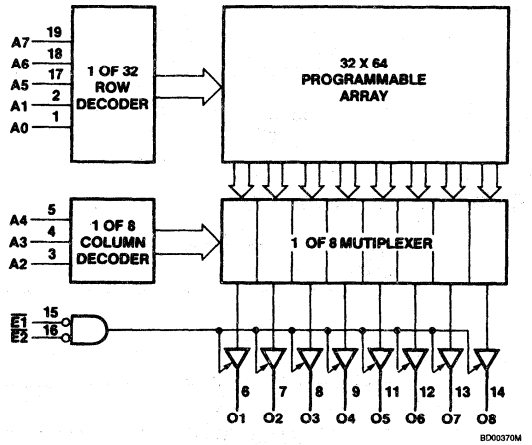 A7 19
A6 18
A5 17
A1 2
A0 1
1 OF 32
ROW
DECODER
32 X 64
PROGRAMMABLE
ARRAY
A4 5
A3 4
A2 3
1 OF 8
COLUMN
DECODER
1 OF 8 MUTIPLEXER
E1 15
E2 16
6 7 8 9 11 12 13 14
O1 O2 O3 O4 O5 O6 O7 O8
BD00370M